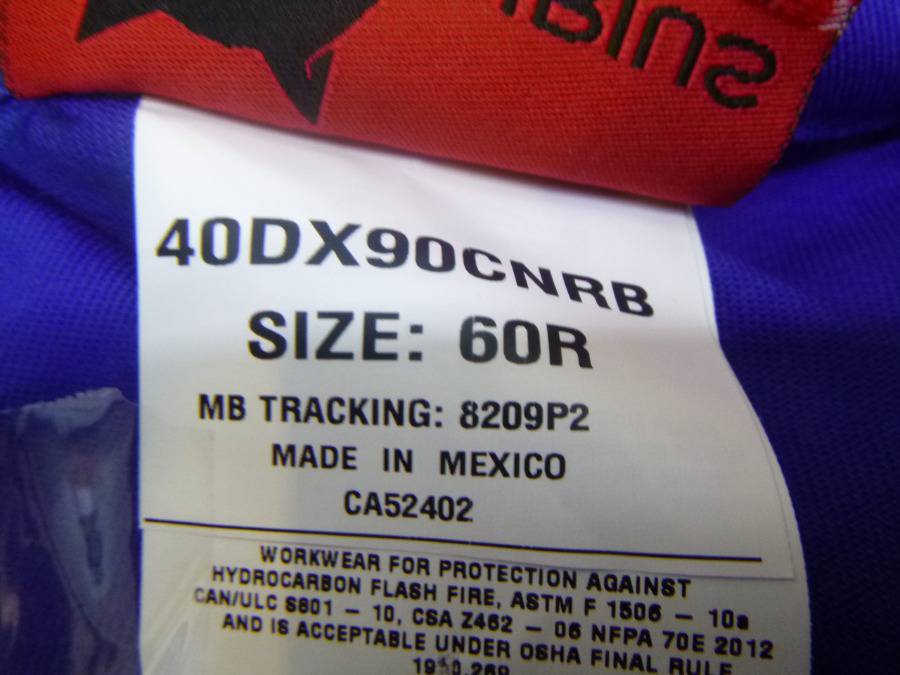 40DX90CNRB
SIZE: 60R
MB TRACKING: 8209P2
MADE IN MEXICO
CA52402
WORKWEAR FOR PROTECTION AGAINST
HYDROCARBON FLASH FIRE, ASTM F 1506 – 10a
CAN/ULC S801 – 10, CSA Z462 – 06 NFPA 70E 2012
AND IS ACCEPTABLE UNDER OSHA FINAL RULE